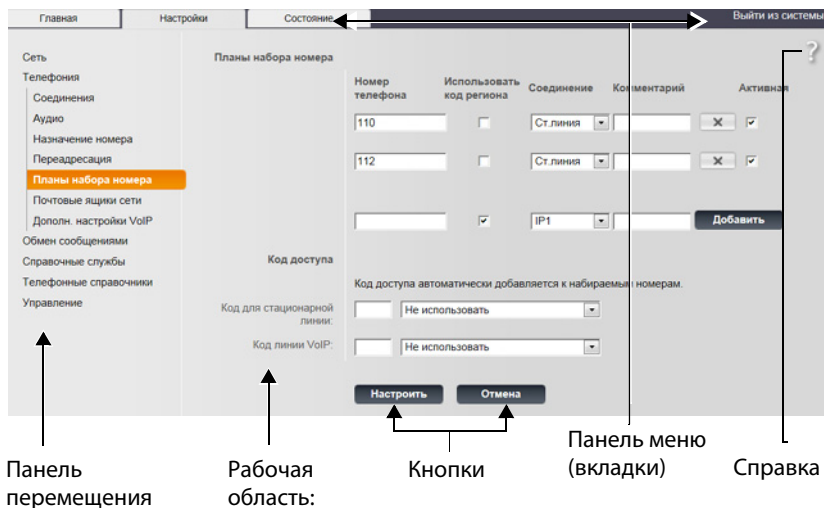 Главная Настройки Состояние Выйти из системы
?
Сеть
Телефония
Соединения
Аудио
Назначение номера
Переадресация
Планы набора номера
Почтовые ящики сети
Дополн. настройки VoIP
Обмен сообщениями
Справочные службы
Телефонные справочники
Управление
Планы набора номера
Номер телефона Использовать код региона Соединение Комментарий Активная
110 Ст.линия X
112 Ст.линия X
IP1 Добавить
Код доступа
Код доступа автоматически добавляется к набираемым номерам.
Код для стационарной
линии:
Не использовать
Код линии VoIP: Не использовать
Настроить Отмена
Панель
перемещения
Рабочая
область:
Кнопки
Панель меню
(вкладки)
Справка